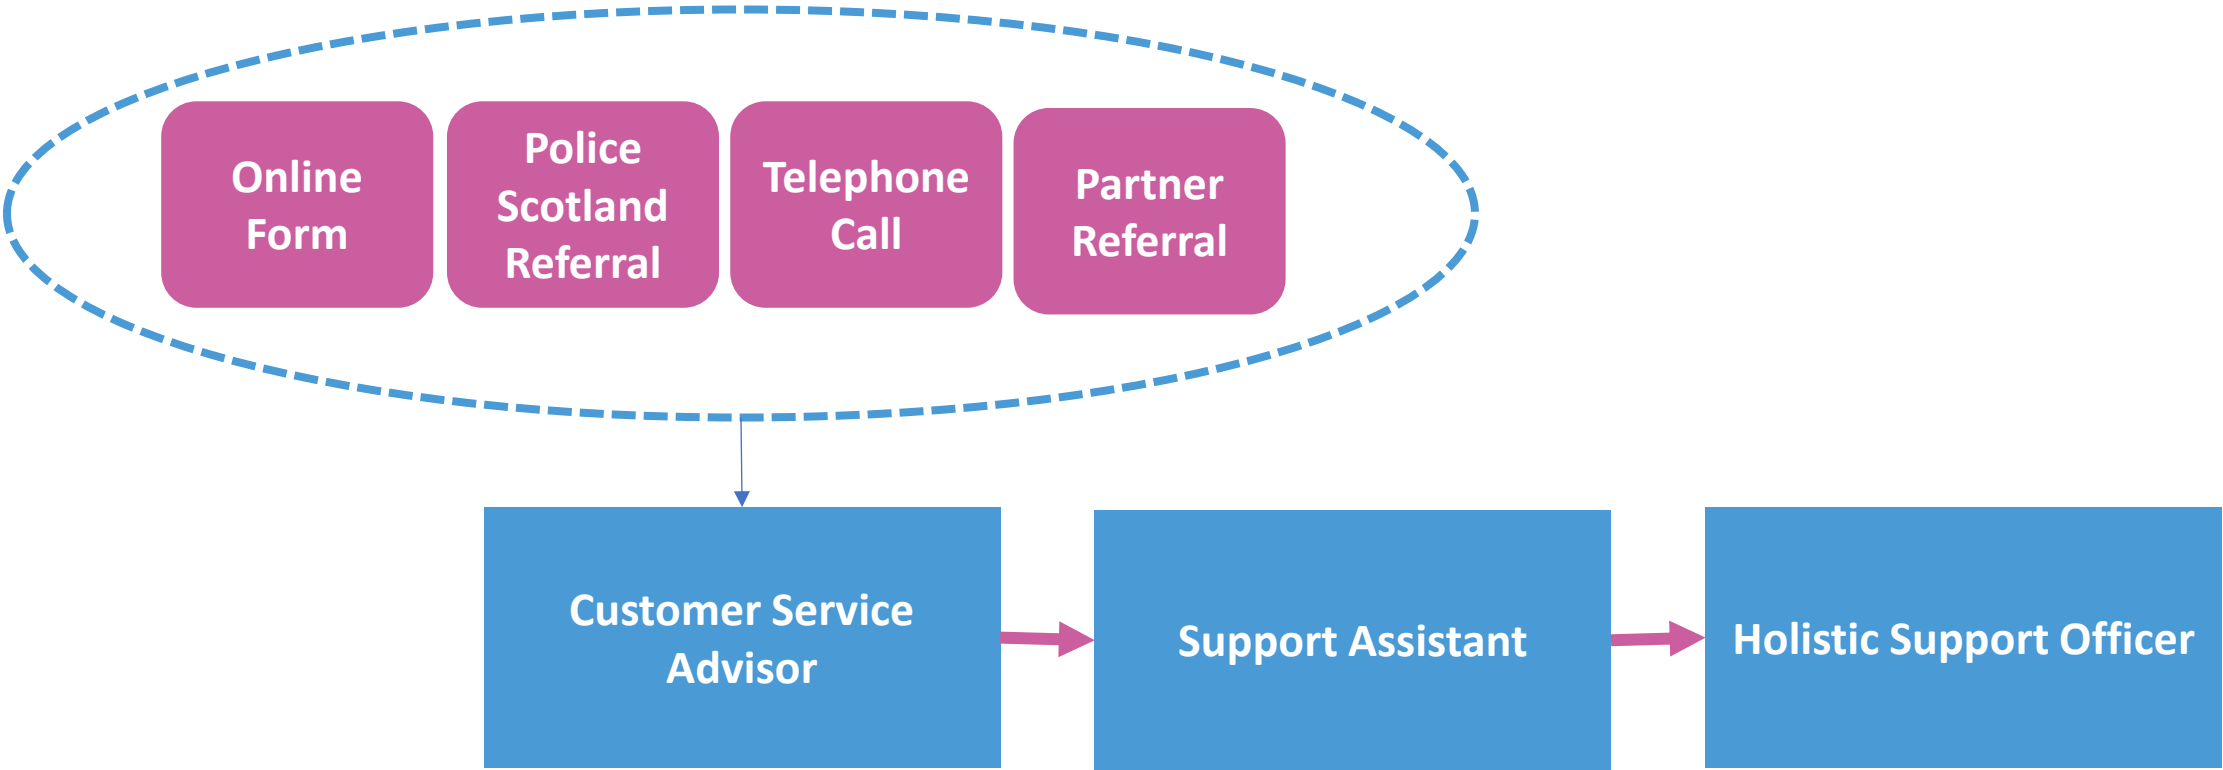 Online
Form
Police
Scotland
Referral
Telephone
Call
Partner
Referral
Customer Service
Advisor
Support Assistant
Holistic Support Officer